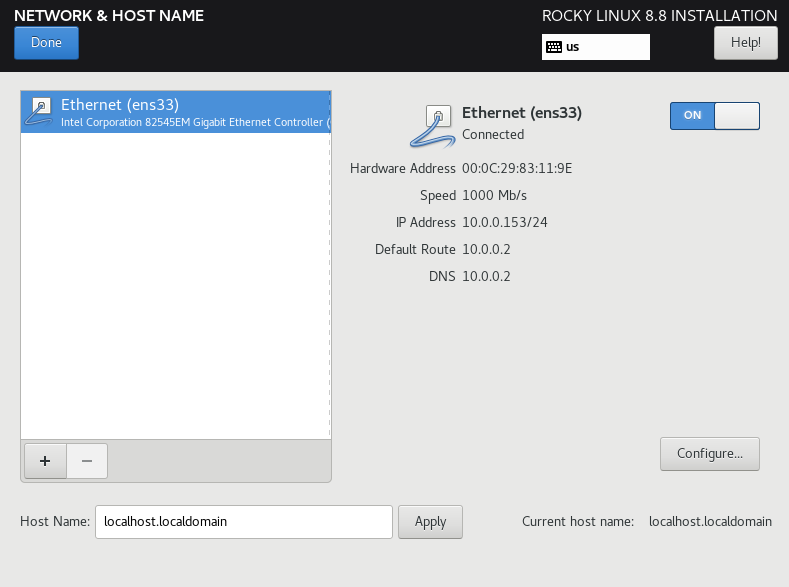 NETWORK & HOST NAME
ROCKY LINUX 8.8 INSTALLATION
Done
us
Help!
Ethernet (ens33)
Intel Corporation 82545EM Gigabit Ethernet Controller (
Ethernet (ens33)
Connected
ON
Hardware Address 00:0C:29:83:11:9E
Speed 1000 Mb/s
IP Address 10.0.0.153/24
Default Route 10.0.0.2
DNS 10.0.0.2
+ −
Configure...
Host Name: localhost.localdomain Apply Current host name: localhost.localdomain